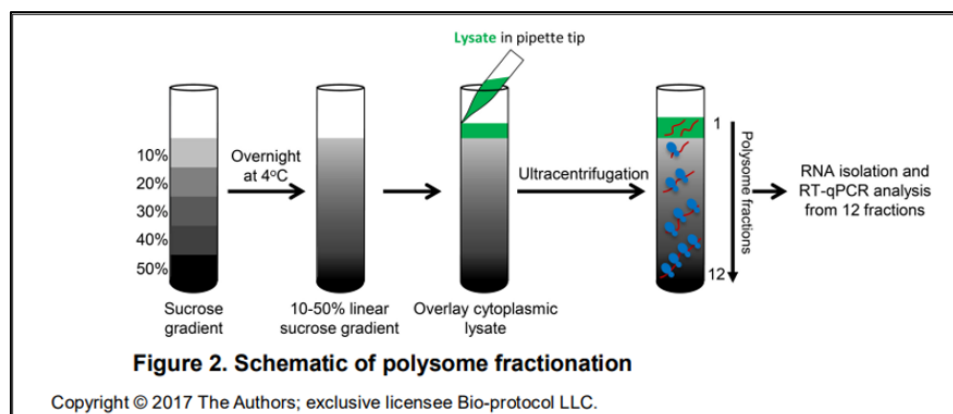 Lysate in pipette tip
10%
20%
30%
40%
50%
Overnight
at 4°C
Ultracentrifugation
1
Polysome fractions
12
RNA isolation and
RT-qPCR analysis
from 12 fractions
Sucrose
gradient
10-50% linear
sucrose gradient
Overlay cytoplasmic
lysate
Figure 2. Schematic of polysome fractionation
Copyright © 2017 The Authors; exclusive licensee Bio-protocol LLC.